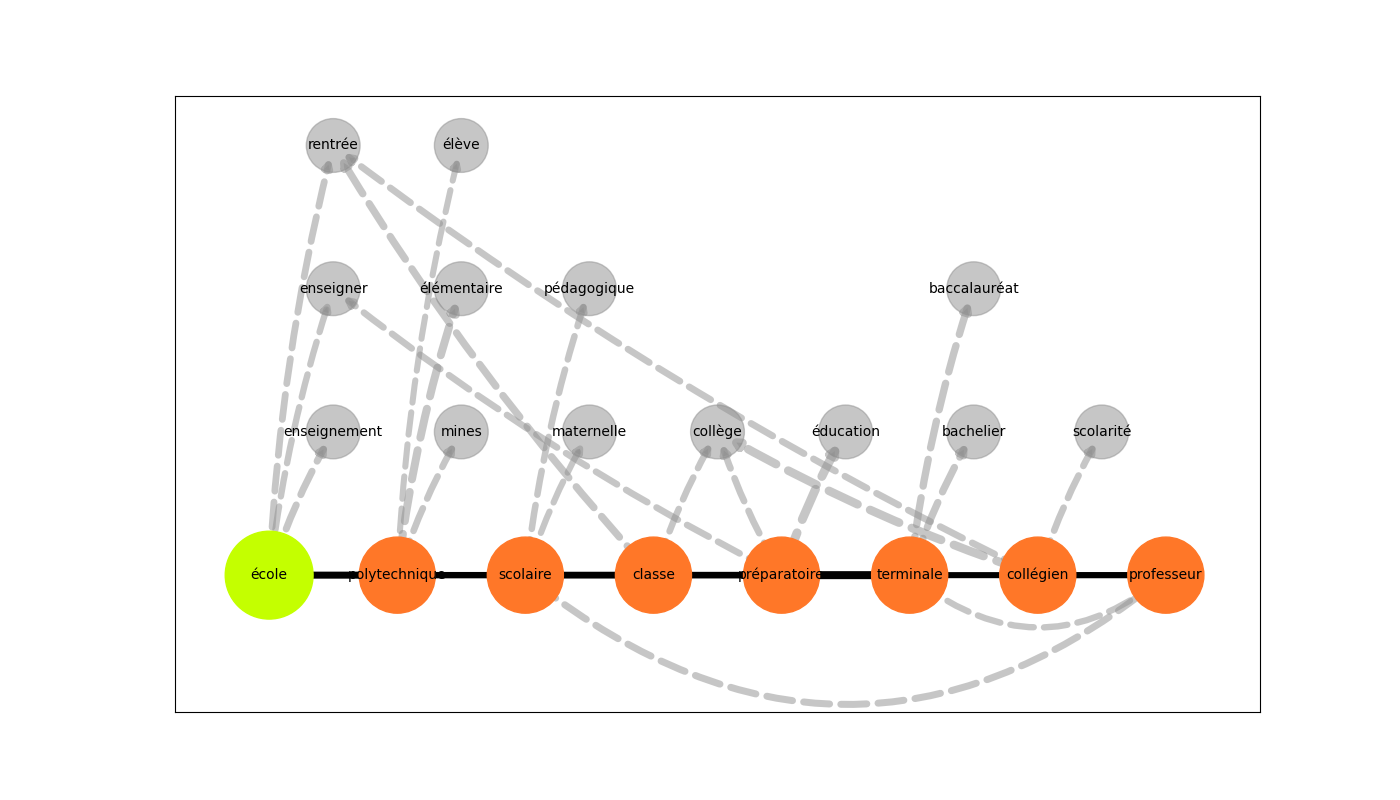 rentrée
élève
enseigner
élémentaire
pédagogique
baccalauréat
enseignement
mines
maternelle
collège
éducation
bachelier
scolarité
école
polytechnique
scolaire
classe
préparatoire
terminale
collégien
professeur